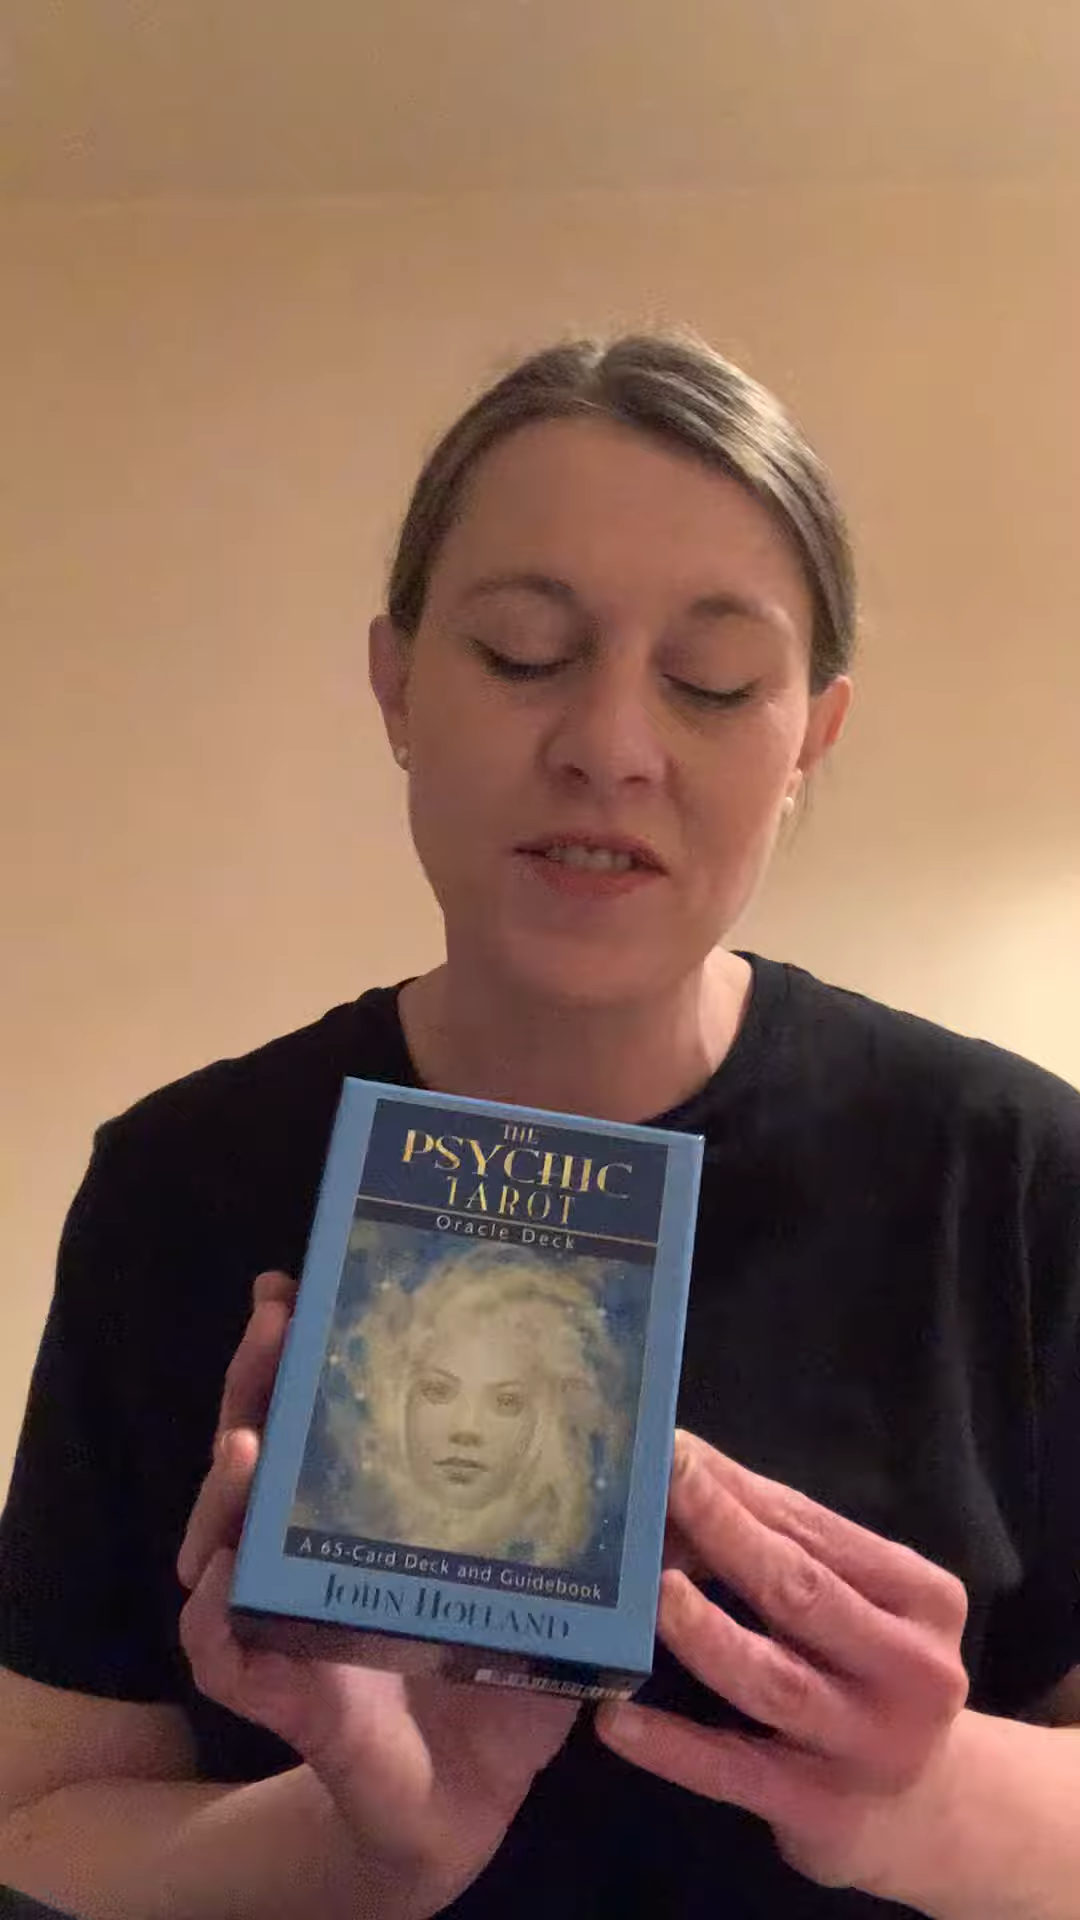 THE
PSYCHIC
TAROT
Oracle Deck
A 65-Card Deck and Guidebook
JOHN HOLLAND